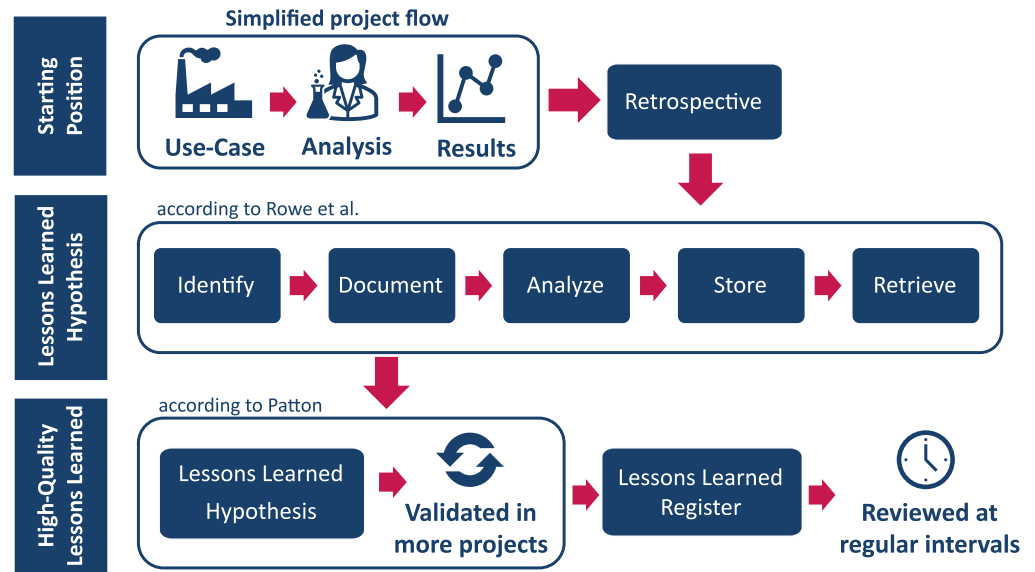 Simplified project flow
Starting
Position
Use-Case
Analysis
Results
Retrospective
according to Rowe et al.
Lessons Learned
Hypothesis
Identify
Document
Analyze
Store
Retrieve
according to Patton
High-Quality
Lessons Learned
Lessons Learned
Hypothesis
Validated in
more projects
Lessons Learned
Register
Reviewed at
regular intervals